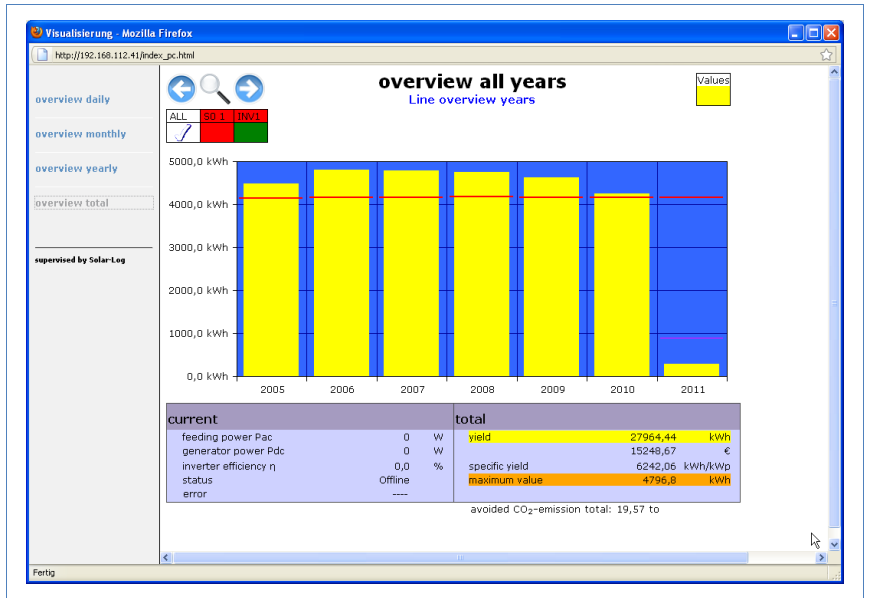 Visualisierung - Mozilla Firefox
http://192.168.112.41/index_pc.html
overview daily
overview monthly
overview yearly
overview total
supervised by Solar-Log
overview all years
Line overview years
Values
ALL S0 1 INV1
5000,0 kWh
4000,0 kWh
3000,0 kWh
2000,0 kWh
1000,0 kWh
0,0 kWh
2005 2006 2007 2008 2009 2010 2011
current
feeding power Pac 0 W
generator power Pdc 0 W
inverter efficiency η 0,0 %
status Offline
error ----
total
yield 27964,44 kWh
15248,67 €
specific yield 6242,06 kWh/kWp
maximum value 4796,8 kWh
avoided CO₂-emission total: 19,57 to
Fertig